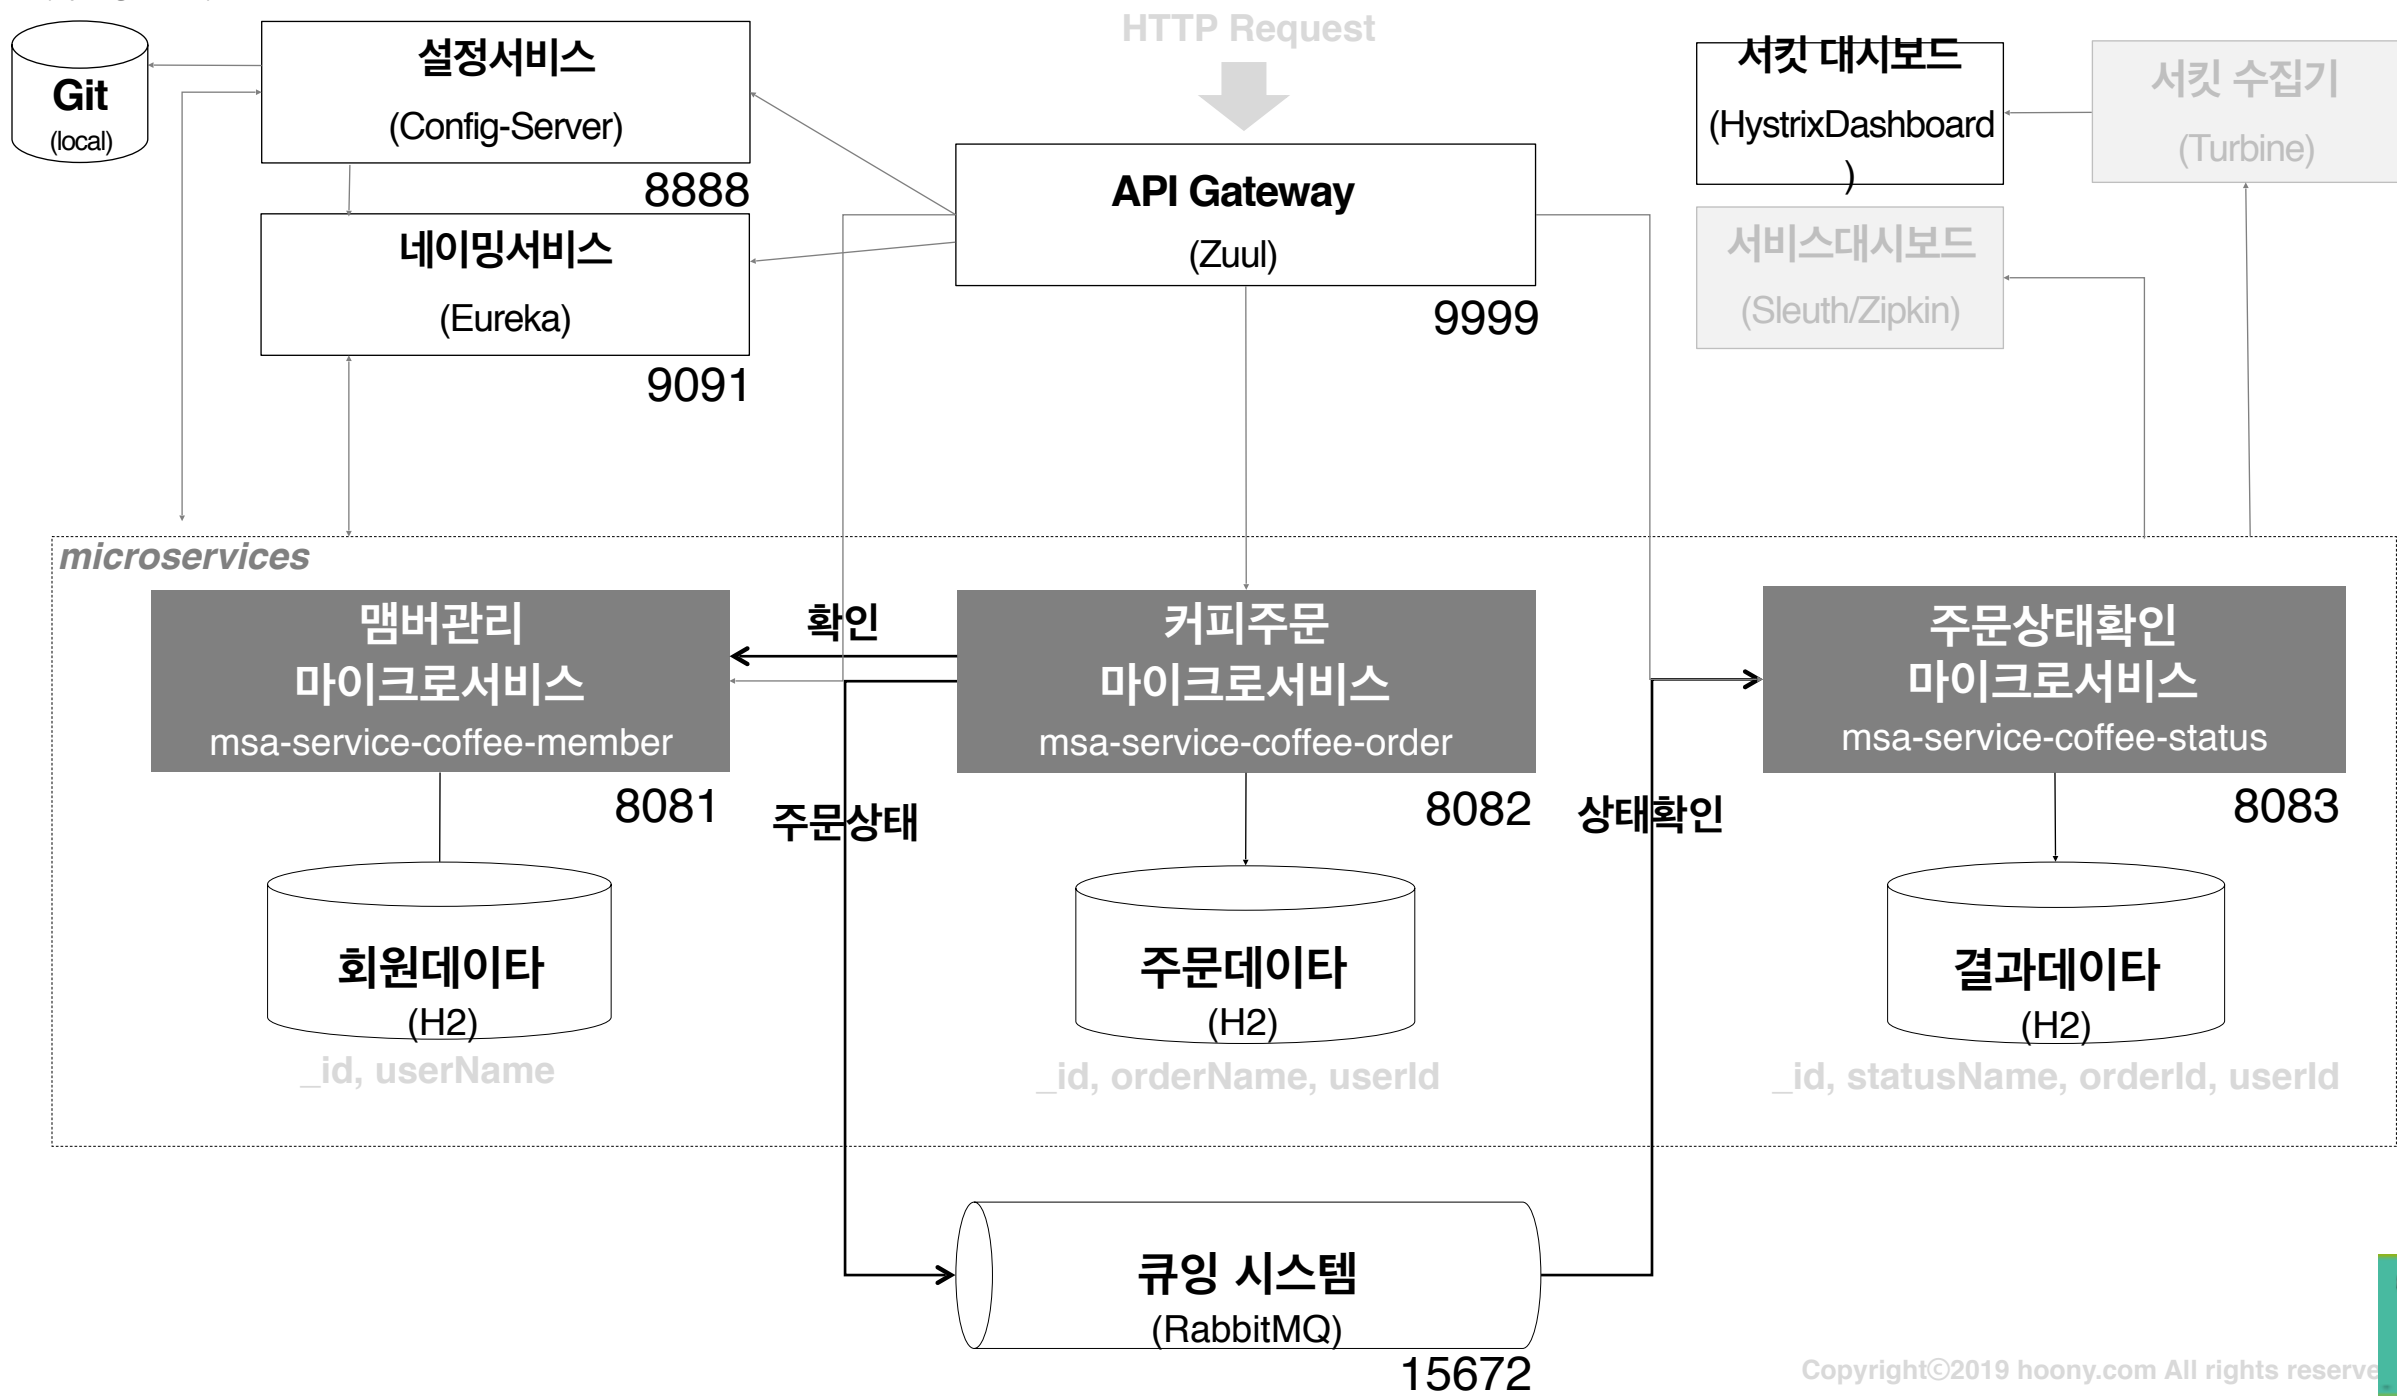 HTTP Request
Git
(local)
설정서비스
(Config-Server)
8888
네이밍서비스
(Eureka)
9091
API Gateway
(Zuul)
9999
서킷 대시보드
(HystrixDashboard
)
서킷 수집기
(Turbine)
서비스대시보드
(Sleuth/Zipkin)
microservices
맴버관리
마이크로서비스
msa-service-coffee-member
8081
확인
커피주문
마이크로서비스
msa-service-coffee-order
8082
주문상태확인
마이크로서비스
msa-service-coffee-status
8083
주문상태
상태확인
회원데이타
(H2)
_id, userName
주문데이타
(H2)
_id, orderName, userId
결과데이타
(H2)
_id, statusName, orderId, userId
큐잉 시스템
(RabbitMQ)
15672
Copyrightⓒ2019 hoony.com All rights reserve